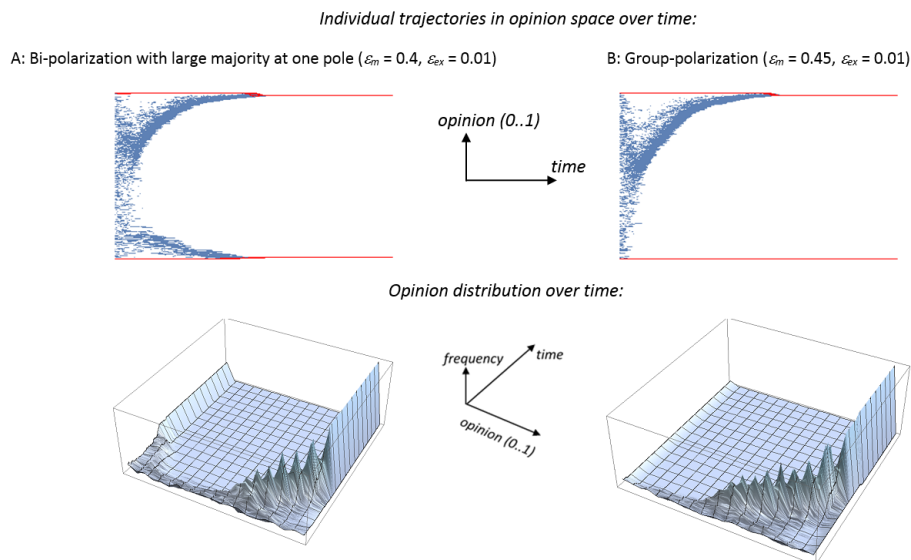 Individual trajectories in opinion space over time:
A: Bi-polarization with large majority at one pole (εm = 0.4, εex = 0.01)
B: Group-polarization (εm = 0.45, εex = 0.01)
opinion (0..1)
time
Opinion distribution over time:
frequency
time
opinion (0..1)